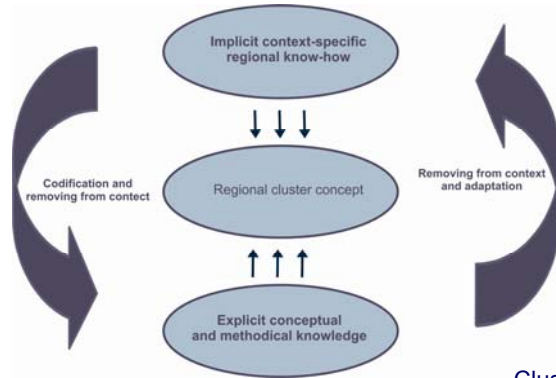 Implicit context-specific
regional know-how
Regional cluster concept
Codification and
removing from contect
Removing from context
and adaptation
Explicit conceptual
and methodical knowledge
Clus